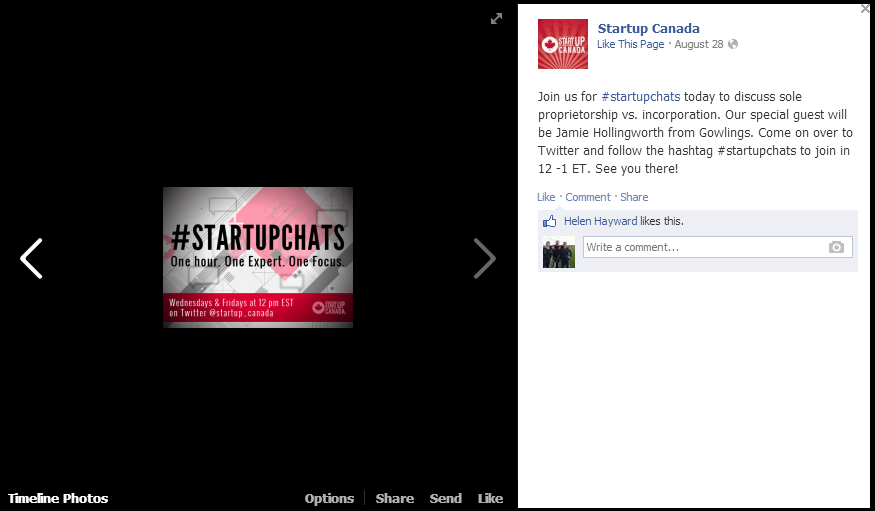 #STARTUPCHATS
One hour. One Expert. One Focus.
Wednesdays & Fridays at 12 pm EST
on Twitter @startup_canada
START UP
CANADA.
Timeline Photos
Options
Share
Send
Like
START UP
CANADA.
Startup Canada
Like This Page · August 28
Join us for #startupchats today to discuss sole
proprietorship vs. incorporation. Our special guest will
be Jamie Hollingworth from Gowlings. Come on over to
Twitter and follow the hashtag #startupchats to join in
12 -1 ET. See you there!
Like · Comment · Share
Helen Hayward likes this.
Write a comment...